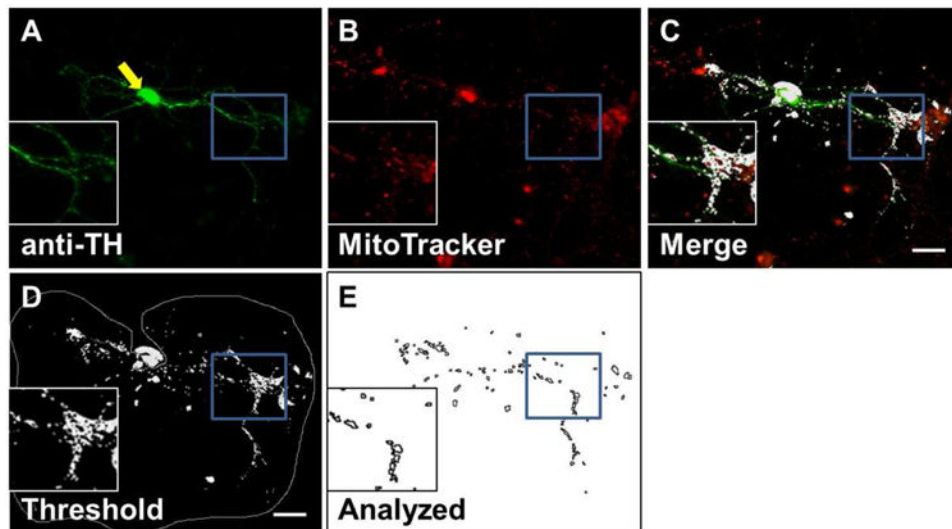 A
anti-TH
B
MitoTracker
C
Merge
D
Threshold
E
Analyzed